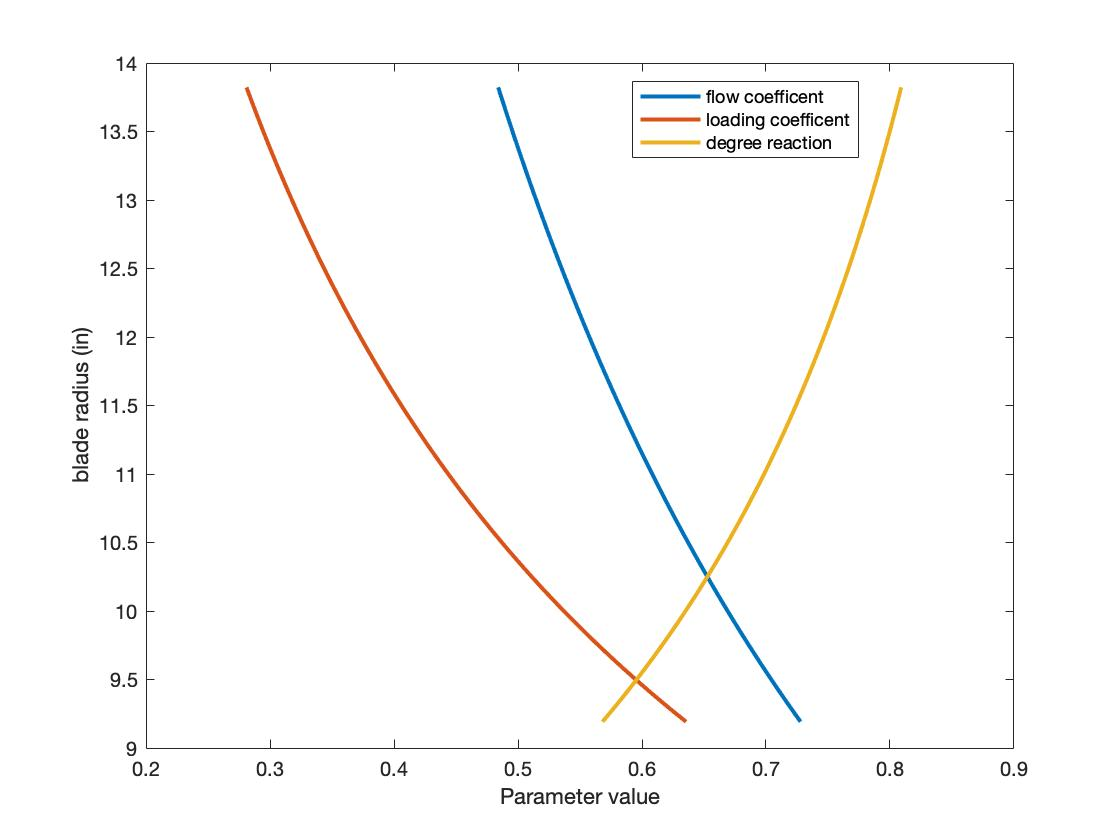 14
13.5
13
12.5
12
11.5
11
10.5
10
9.5
9
blade radius (in)
flow coefficent
loading coefficent
degree reaction
0.2 0.3 0.4 0.5 0.6 0.7 0.8 0.9
Parameter value